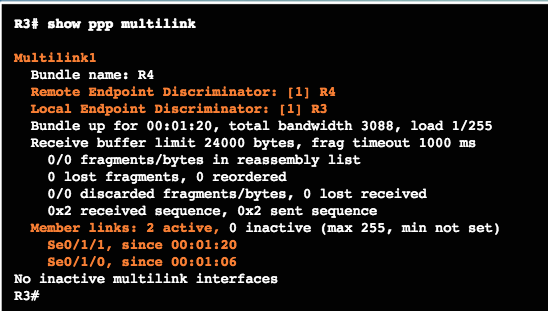 R3# show ppp multilink
Multilink1
Bundle name: R4
Remote Endpoint Discriminator: [1] R4
Local Endpoint Discriminator: [1] R3
Bundle up for 00:01:20, total bandwidth 3088, load 1/255
Receive buffer limit 24000 bytes, frag timeout 1000 ms
0/0 fragments/bytes in reassembly list
0 lost fragments, 0 reordered
0/0 discarded fragments/bytes, 0 lost received
0x2 received sequence, 0x2 sent sequence
Member links: 2 active, 0 inactive (max 255, min not set)
Se0/1/1, since 00:01:20
Se0/1/0, since 00:01:06
No inactive multilink interfaces
R3#